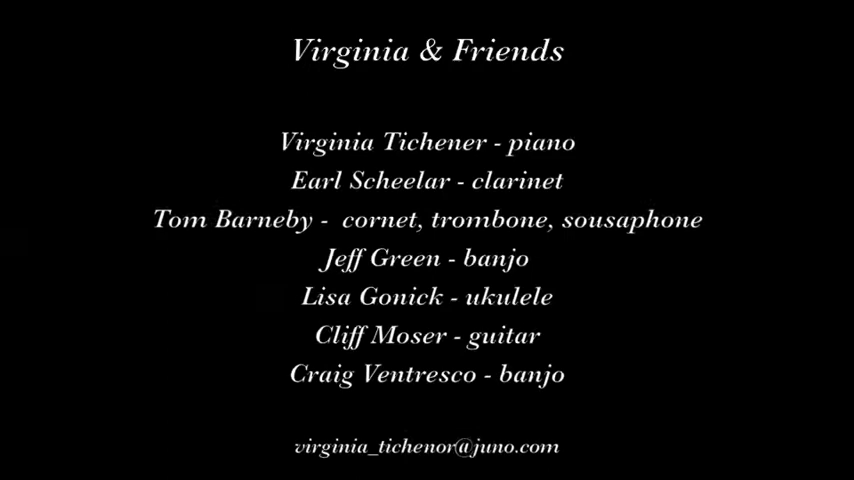 Virginia & Friends
Virginia Tichener - piano
Earl Scheelar - clarinet
Tom Barneby - cornet, trombone, sousaphone
Jeff Green - banjo
Lisa Gonick - ukulele
Cliff Moser - guitar
Craig Ventresco - banjo
virginia_tichenor@juno.com